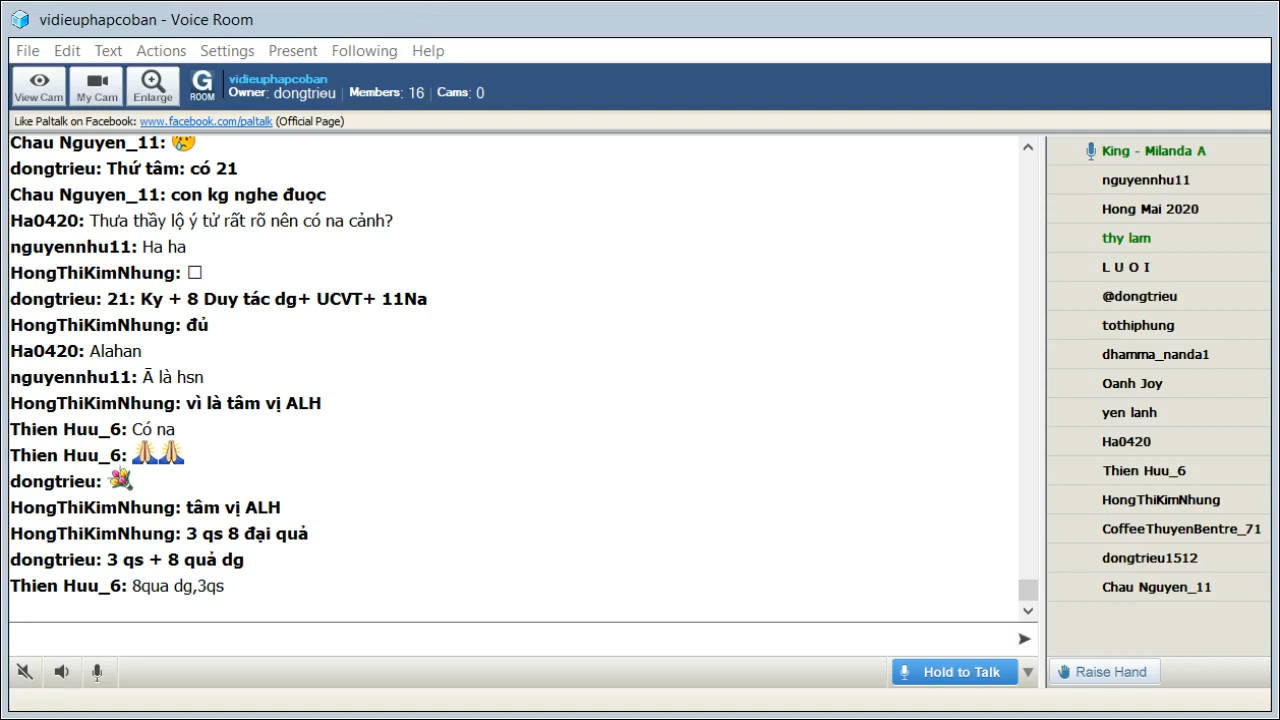 vidieuphapcoban - Voice Room
File Edit Text Actions Settings Present Following Help
View Cam My Cam Enlarge G ROOM
vidieuphapcoban
Owner: dongtrieu | Members: 16 | Cams: 0
Like Paltalk on Facebook: www.facebook.com/paltalk (Official Page)
Chau Nguyen_11: 😢
dongtrieu: Thứ tâm: có 21
Chau Nguyen_11: con kg nghe đuọc
Ha0420: Thưa thầy lộ ý tử rất rõ nên có na cảnh?
nguyennhu11: Ha ha
HongThiKimNhung: □
dongtrieu: 21: Ky + 8 Duy tác dg+ UCVT+ 11Na
HongThiKimNhung: đủ
Ha0420: Alahan
nguyennhu11: Ã là hsn
HongThiKimNhung: vì là tâm vị ALH
Thien Huu_6: Có na
Thien Huu_6: 🙏🙏
dongtrieu: 💐
HongThiKimNhung: tâm vị ALH
HongThiKimNhung: 3 qs 8 đại quả
dongtrieu: 3 qs + 8 quả dg
Thien Huu_6: 8qua dg,3qs
King - Milanda A
nguyennhu11
Hong Mai 2020
thy lam
L U O I
@dongtrieu
tothiphung
dhamma_nanda1
Oanh Joy
yen lanh
Ha0420
Thien Huu_6
HongThiKimNhung
CoffeeThuyenBentre_71
dongtrieu1512
Chau Nguyen_11
Hold to Talk
Raise Hand